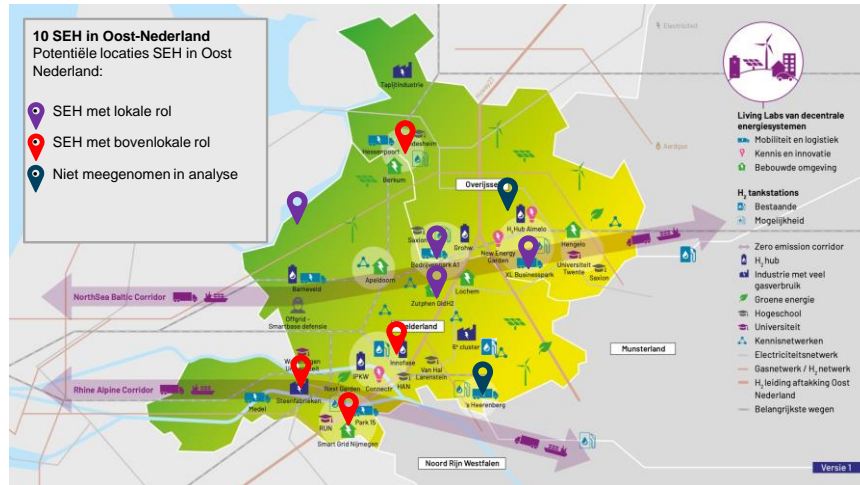 10 SEH in Oost-Nederland
Potentiële locaties SEH in Oost
Nederland:
SEH met lokale rol
SEH met bovenlokale rol
Niet meegenomen in analyse
Tapijtindustrie
Hessenpoort
Berkum
Overijssel
Saxion
Bedrijvenpark A1
H₂Hub Almelo
New Energy
Garden
XL Businesspark
Hengelo
Universiteit
Twente
Saxion
NorthSea Baltic Corridor
Barneveld
Apeldoorn
Zutphen GldH2
Lochem
Offgrid -
Smartbase defensie
elderland
Munsterland
Innofase
IPKW
Connectr
HAN
Van Hall
Larenstein
Rhine Alpine Corridor
Next Garden
Steenfabrieken
Medel
's Heerenberg
RUN
Park 15
Smart Grid Nijmegen
Noord Rijn Westfalen
Electriciteit
Aardgas
Living Labs van decentrale
energiesystemen
Mobiliteit en logistiek
Kennis en innovatie
Bebouwde omgeving
H₂ tankstations
Bestaande
Mogelijkheid
Zero emission corridor
H₂ hub
Industrie met veel
gasverbruik
Groene energie
Hogeschool
Universiteit
Kennisnetwerken
Electriciteitsnetwerk
Gasnetwerk / H₂ netwerk
H₂ leiding aftakking Oost
Nederland
Belangrijkste wegen
Versie 1